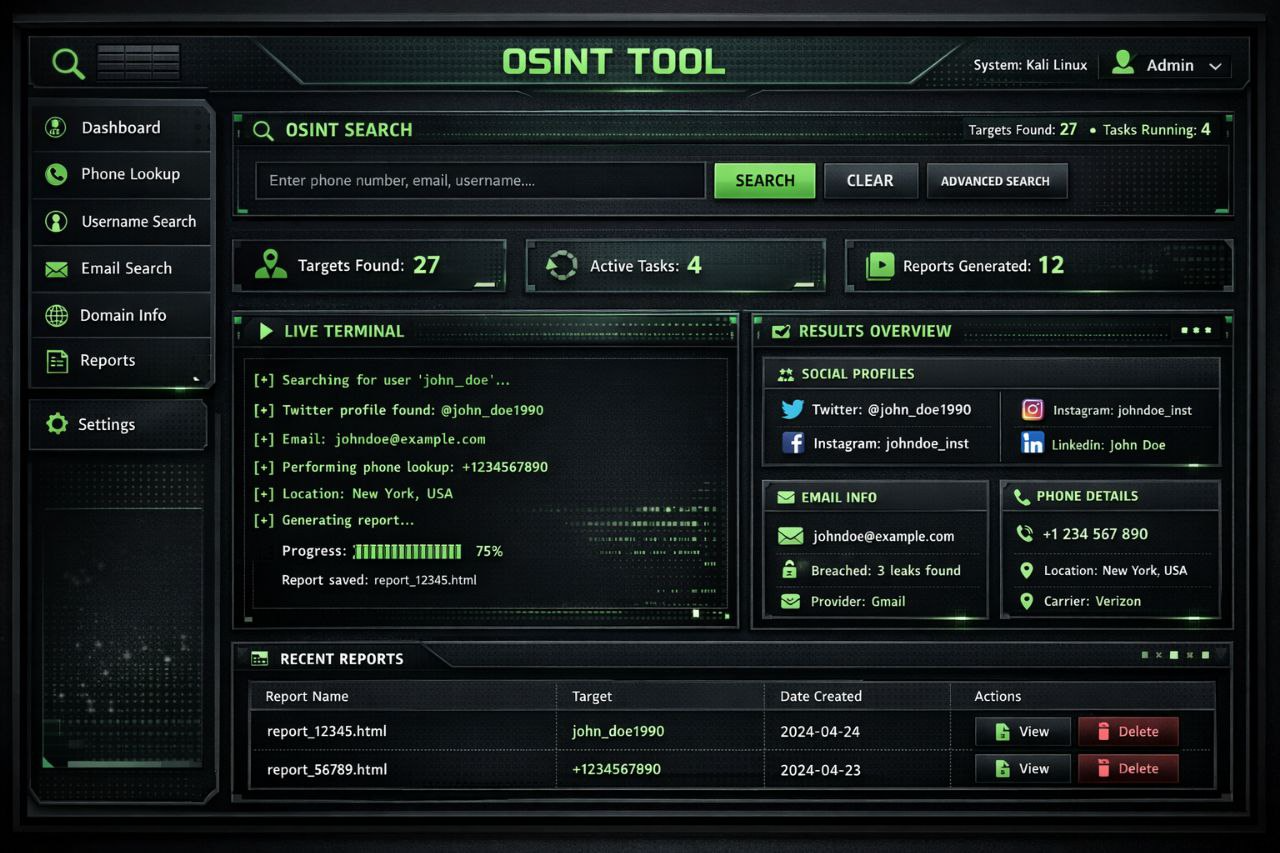 OSINT TOOL
System: Kali Linux
Admin
Dashboard
Phone Lookup
Username Search
Email Search
Domain Info
Reports
Settings
OSINT SEARCH
Targets Found: 27 • Tasks Running: 4
Enter phone number, email, username....
SEARCH
CLEAR
ADVANCED SEARCH
Targets Found: 27
Active Tasks: 4
Reports Generated: 12
LIVE TERMINAL
[+] Searching for user 'john_doe'...
[+] Twitter profile found: @john_doe1990
[+] Email: johndoe@example.com
[+] Performing phone lookup: +1234567890
[+] Location: New York, USA
[+] Generating report...
Progress: 75%
Report saved: report_12345.html
RESULTS OVERVIEW
SOCIAL PROFILES
Twitter: @john_doe1990
Instagram: johndoe_inst
f Instagram: johndoe_inst
in Linkedin: John Doe
EMAIL INFO
johndoe@example.com
Breached: 3 leaks found
Provider: Gmail
PHONE DETAILS
+1 234 567 890
Location: New York, USA
Carrier: Verizon
RECENT REPORTS
Report Name Target Date Created Actions
report_12345.html john_doe1990 2024-04-24 View Delete
report_56789.html +1234567890 2024-04-23 View Delete